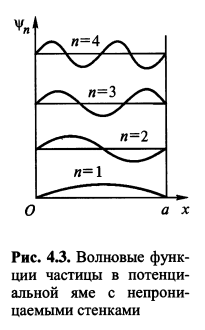 ψn
n=4
n=3
n=2
n=1
O
a
x
Рис. 4.3. Волновые функ-
ции частицы в потенци-
альной яме с непрони-
цаемыми стенками